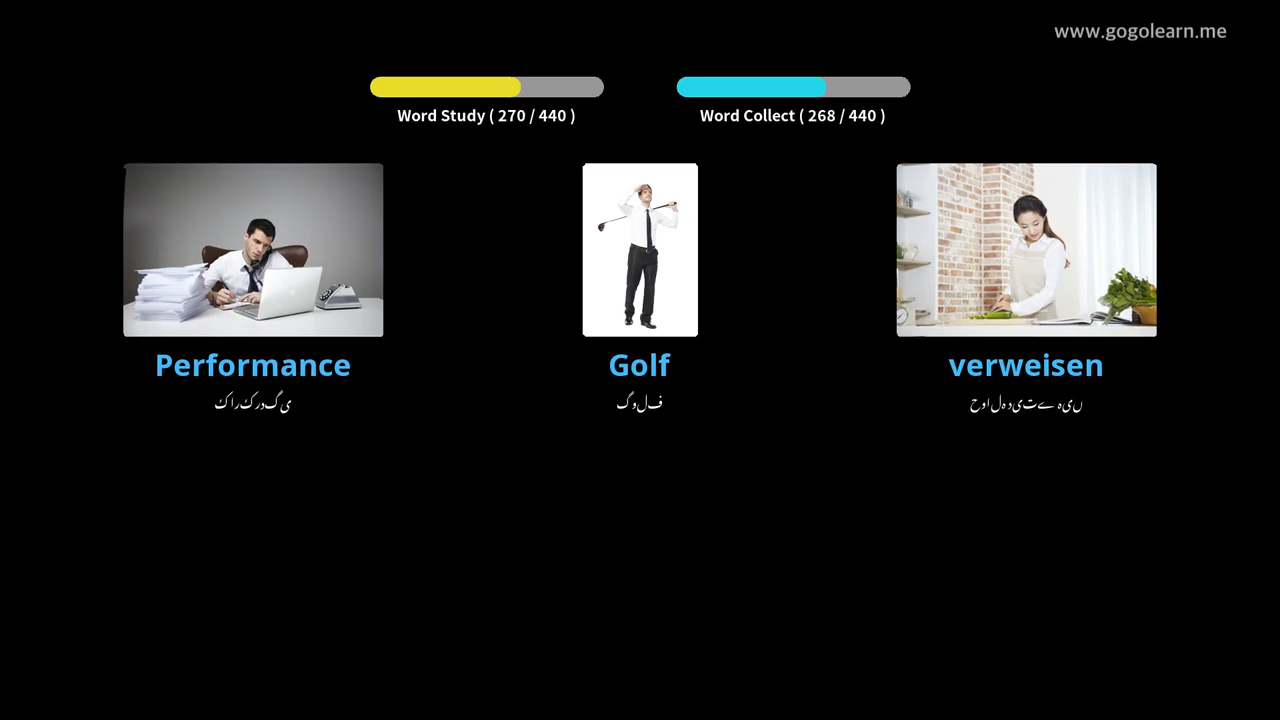 www.gogolearn.me
Word Study ( 270 / 440 )
Word Collect ( 268 / 440 )
Performance
Golf
verweisen
کارکردگی
گولف
حوالہ دیتے ہیں